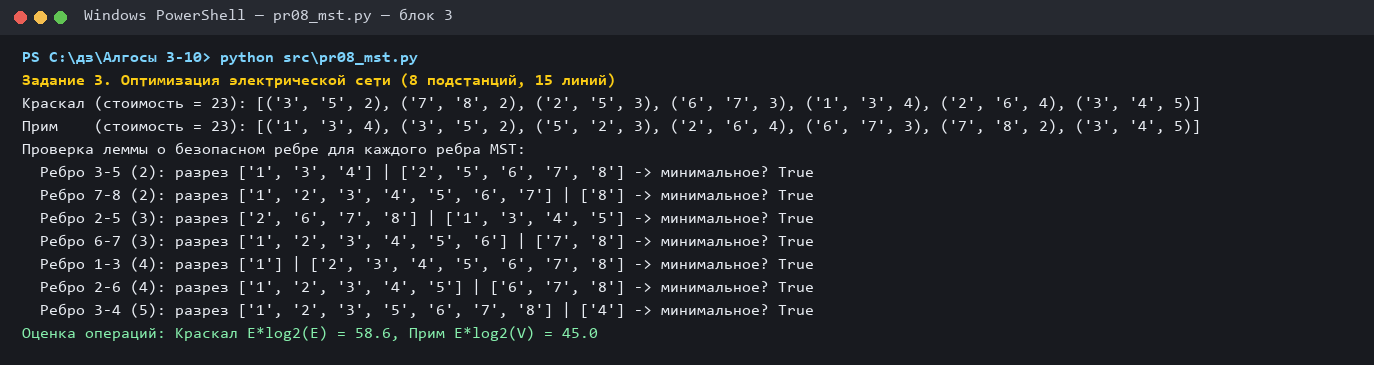 Windows PowerShell — pr08_mst.py — блок 3
PS C:\дз\Алгосы 3-10> python src\pr08_mst.py
Задание 3. Оптимизация электрической сети (8 подстанций, 15 линий)
Краскал (стоимость = 23): [('3', '5', 2), ('7', '8', 2), ('2', '5', 3), ('6', '7', 3), ('1', '3', 4), ('2', '6', 4), ('3', '4', 5)]
Прим    (стоимость = 23): [('1', '3', 4), ('3', '5', 2), ('5', '2', 3), ('2', '6', 4), ('6', '7', 3), ('7', '8', 2), ('3', '4', 5)]
Проверка леммы о безопасном ребре для каждого ребра MST:
  Ребро 3-5 (2): разрез ['1', '3', '4'] | ['2', '5', '6', '7', '8'] -> минимальное? True
  Ребро 7-8 (2): разрез ['1', '2', '3', '4', '5', '6', '7'] | ['8'] -> минимальное? True
  Ребро 2-5 (3): разрез ['2', '6', '7', '8'] | ['1', '3', '4', '5'] -> минимальное? True
  Ребро 6-7 (3): разрез ['1', '2', '3', '4', '5', '6'] | ['7', '8'] -> минимальное? True
  Ребро 1-3 (4): разрез ['1'] | ['2', '3', '4', '5', '6', '7', '8'] -> минимальное? True
  Ребро 2-6 (4): разрез ['1', '2', '3', '4', '5'] | ['6', '7', '8'] -> минимальное? True
  Ребро 3-4 (5): разрез ['1', '2', '3', '5', '6', '7', '8'] | ['4'] -> минимальное? True
Оценка операций: Краскал E*log2(E) = 58.6, Прим E*log2(V) = 45.0